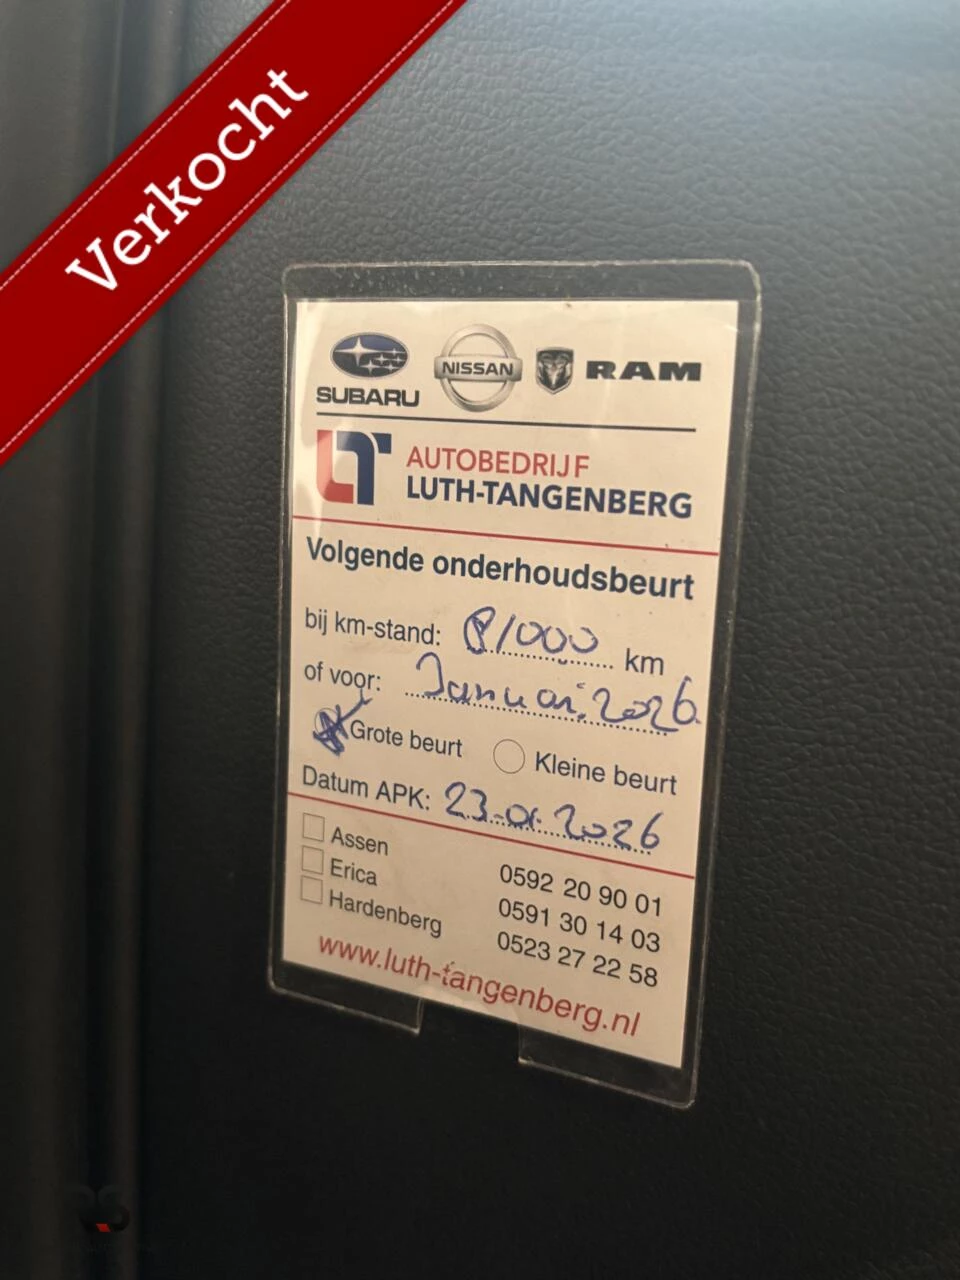 Verkocht
SUBARU NISSAN RAM
AUTOBEDRIJF
LUTH-TANGENBERG
Volgende onderhoudsbeurt
bij km-stand: 81000 km
of voor: Januari 2026
Grote beurt Kleine beurt
Datum APK: 23-01-2026
Assen 0592 20 90 01
Erica 0591 30 14 03
Hardenberg 0523 27 22 58
www.luth-tangenberg.nl